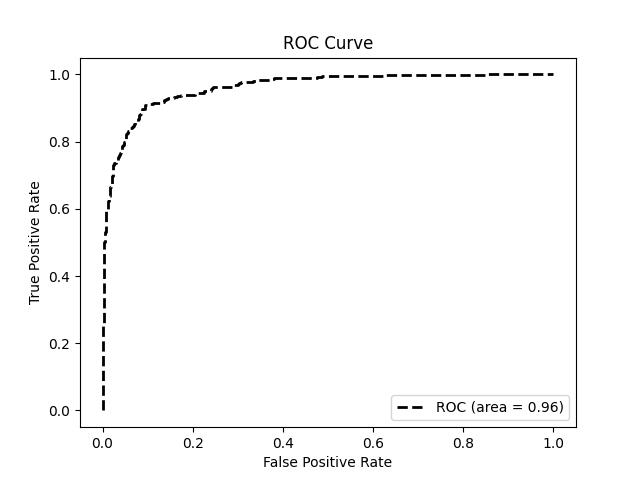 ROC Curve
True Positive Rate
1.0
0.8
0.6
0.4
0.2
0.0
ROC (area = 0.96)
0.0 0.2 0.4 0.6 0.8 1.0
False Positive Rate